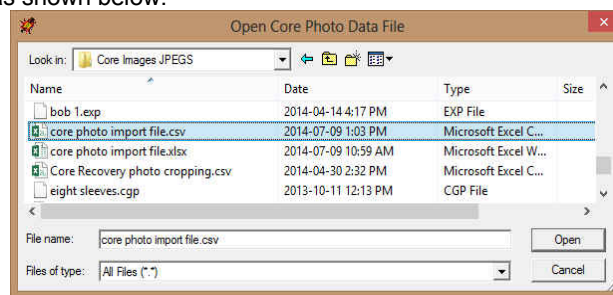 as shown below:
Open Core Photo Data File
Look in: Core Images JPEGS
Name Date Type Size
bob 1.exp 2014-04-14 4:17 PM EXP File
core photo import file.csv 2014-07-09 1:03 PM Microsoft Excel C...
core photo import file.xlsx 2014-07-09 10:59 AM Microsoft Excel W...
Core Recovery photo cropping.csv 2014-04-30 2:32 PM Microsoft Excel C...
eight sleeves.cgp 2013-10-11 12:13 PM CGP File
File name: core photo import file.csv Open
Files of type: All Files (*.*) Cancel